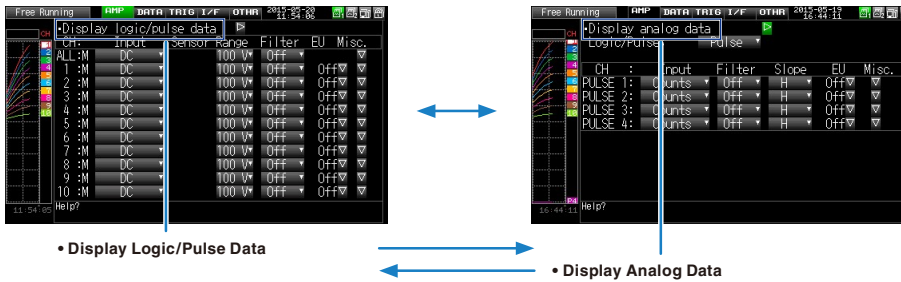 Free Running AMP DATA TRIG I/F OTHR 2015-05-20 11:54:06
•Display logic/pulse data
CH
CH: Input Sensor Range Filter EU Misc.
ALL:M DC 100 V Off
1 :M DC 100 V Off Off
2 :M DC 100 V Off Off
3 :M DC 100 V Off Off
4 :M DC 100 V Off Off
5 :M DC 100 V Off Off
6 :M DC 100 V Off Off
7 :M DC 100 V Off Off
8 :M DC 100 V Off Off
9 :M DC 100 V Off Off
10 :M DC 100 V Off Off
11:54:05 Help?
Free Running AMP DATA TRIG I/F OTHR 2015-05-19 16:44:11
•Display analog data
CH
Logic/Pulse: Pulse
CH : Input Filter Slope EU Misc.
PULSE 1: Counts Off H Off
PULSE 2: Counts Off H Off
PULSE 3: Counts Off H Off
PULSE 4: Counts Off H Off
P4
16:44:11 Help?
• Display Logic/Pulse Data
• Display Analog Data